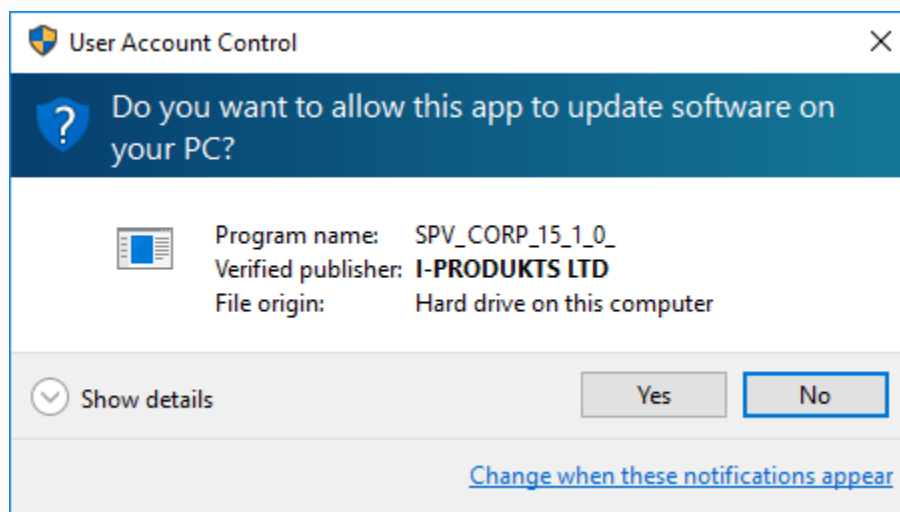 User Account Control
Do you want to allow this app to update software on
your PC?
Program name: SPV_CORP_15_1_0_
Verified publisher: I-PRODUKTS LTD
File origin: Hard drive on this computer
Show details
Yes
No
Change when these notifications appear